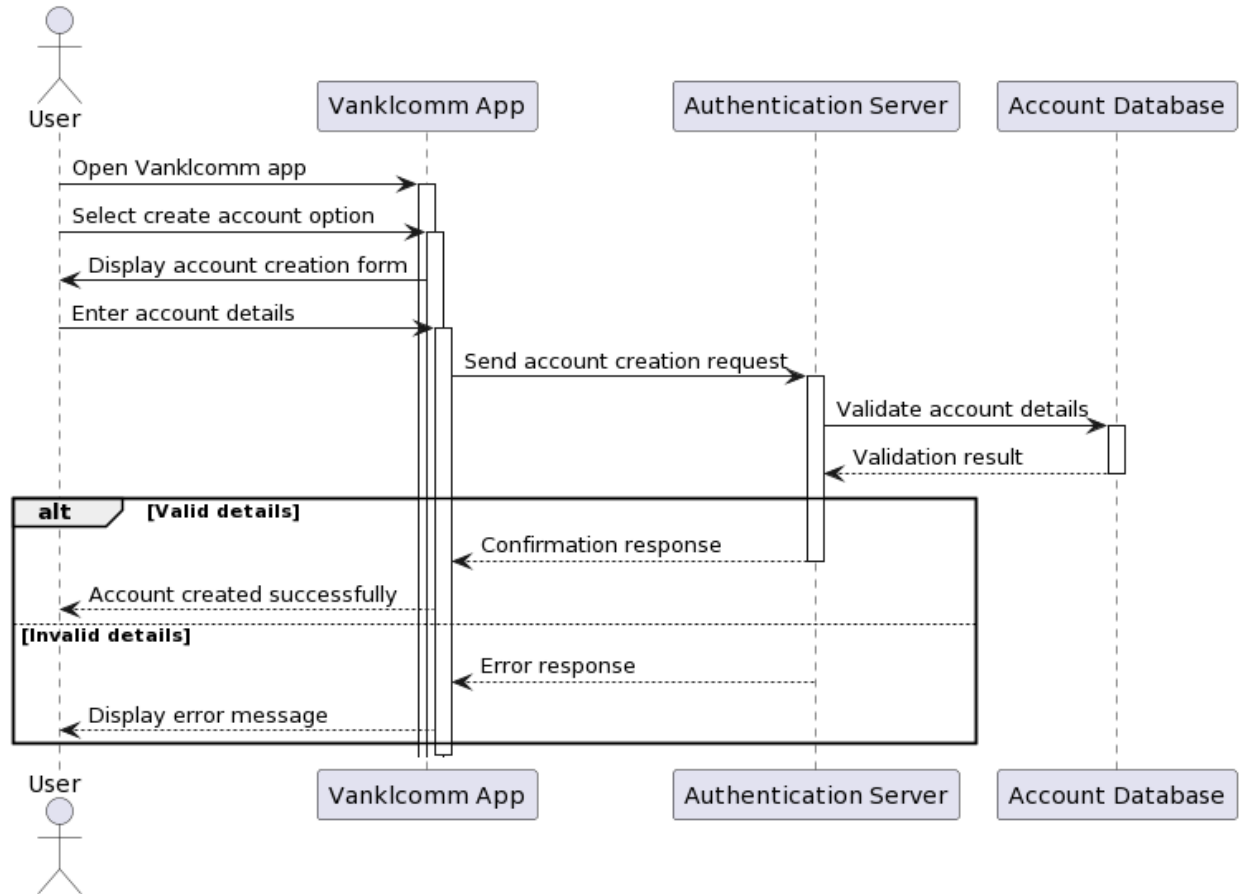 User
Vanklcomm App
Authentication Server
Account Database
Open Vanklcomm app
Select create account option
Display account creation form
Enter account details
Send account creation request
Validate account details
Validation result
alt [Valid details]
Confirmation response
Account created successfully
[Invalid details]
Error response
Display error message
User
Vanklcomm App
Authentication Server
Account Database